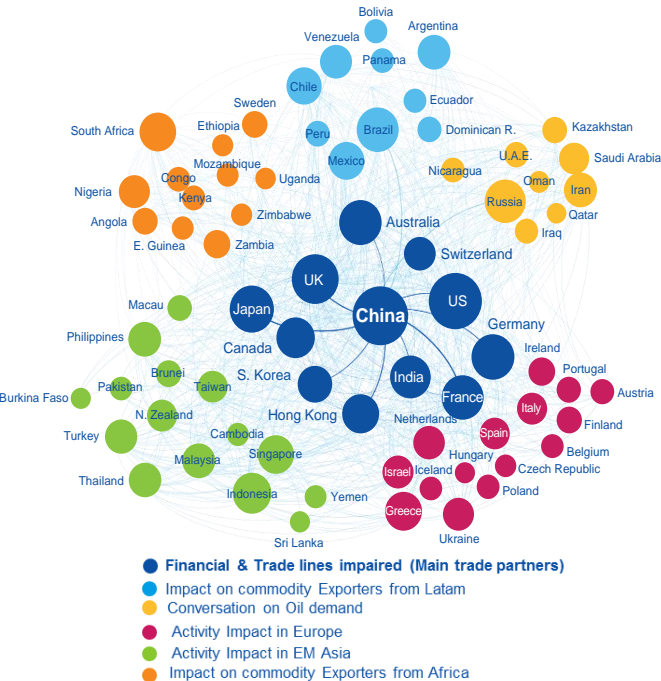 Bolivia
Argentina
Venezuela
Panama
Chile
Ecuador
Sweden
South Africa
Ethiopia
Peru
Brazil
Dominican R.
Kazakhstan
Mexico
U.A.E.
Saudi Arabia
Mozambique
Congo
Uganda
Nicaragua
Oman
Iran
Nigeria
Kenya
Russia
Qatar
Angola
Zimbabwe
Australia
Iraq
E. Guinea
Zambia
Switzerland
UK
US
Macau
Japan
China
Philippines
Canada
Germany
Ireland
Portugal
Brunei
S. Korea
India
Pakistan
Taiwan
Austria
Burkina Faso
France
N. Zealand
Hong Kong
Italy
Netherlands
Finland
Turkey
Cambodia
Spain
Belgium
Malaysia
Singapore
Hungary
Israel
Iceland
Czech Republic
Thailand
Indonesia
Yemen
Poland
Greece
Sri Lanka
Ukraine
Financial & Trade lines impaired (Main trade partners)
Impact on commodity Exporters from Latam
Conversation on Oil demand
Activity Impact in Europe
Activity Impact in EM Asia
Impact on commodity Exporters from Africa